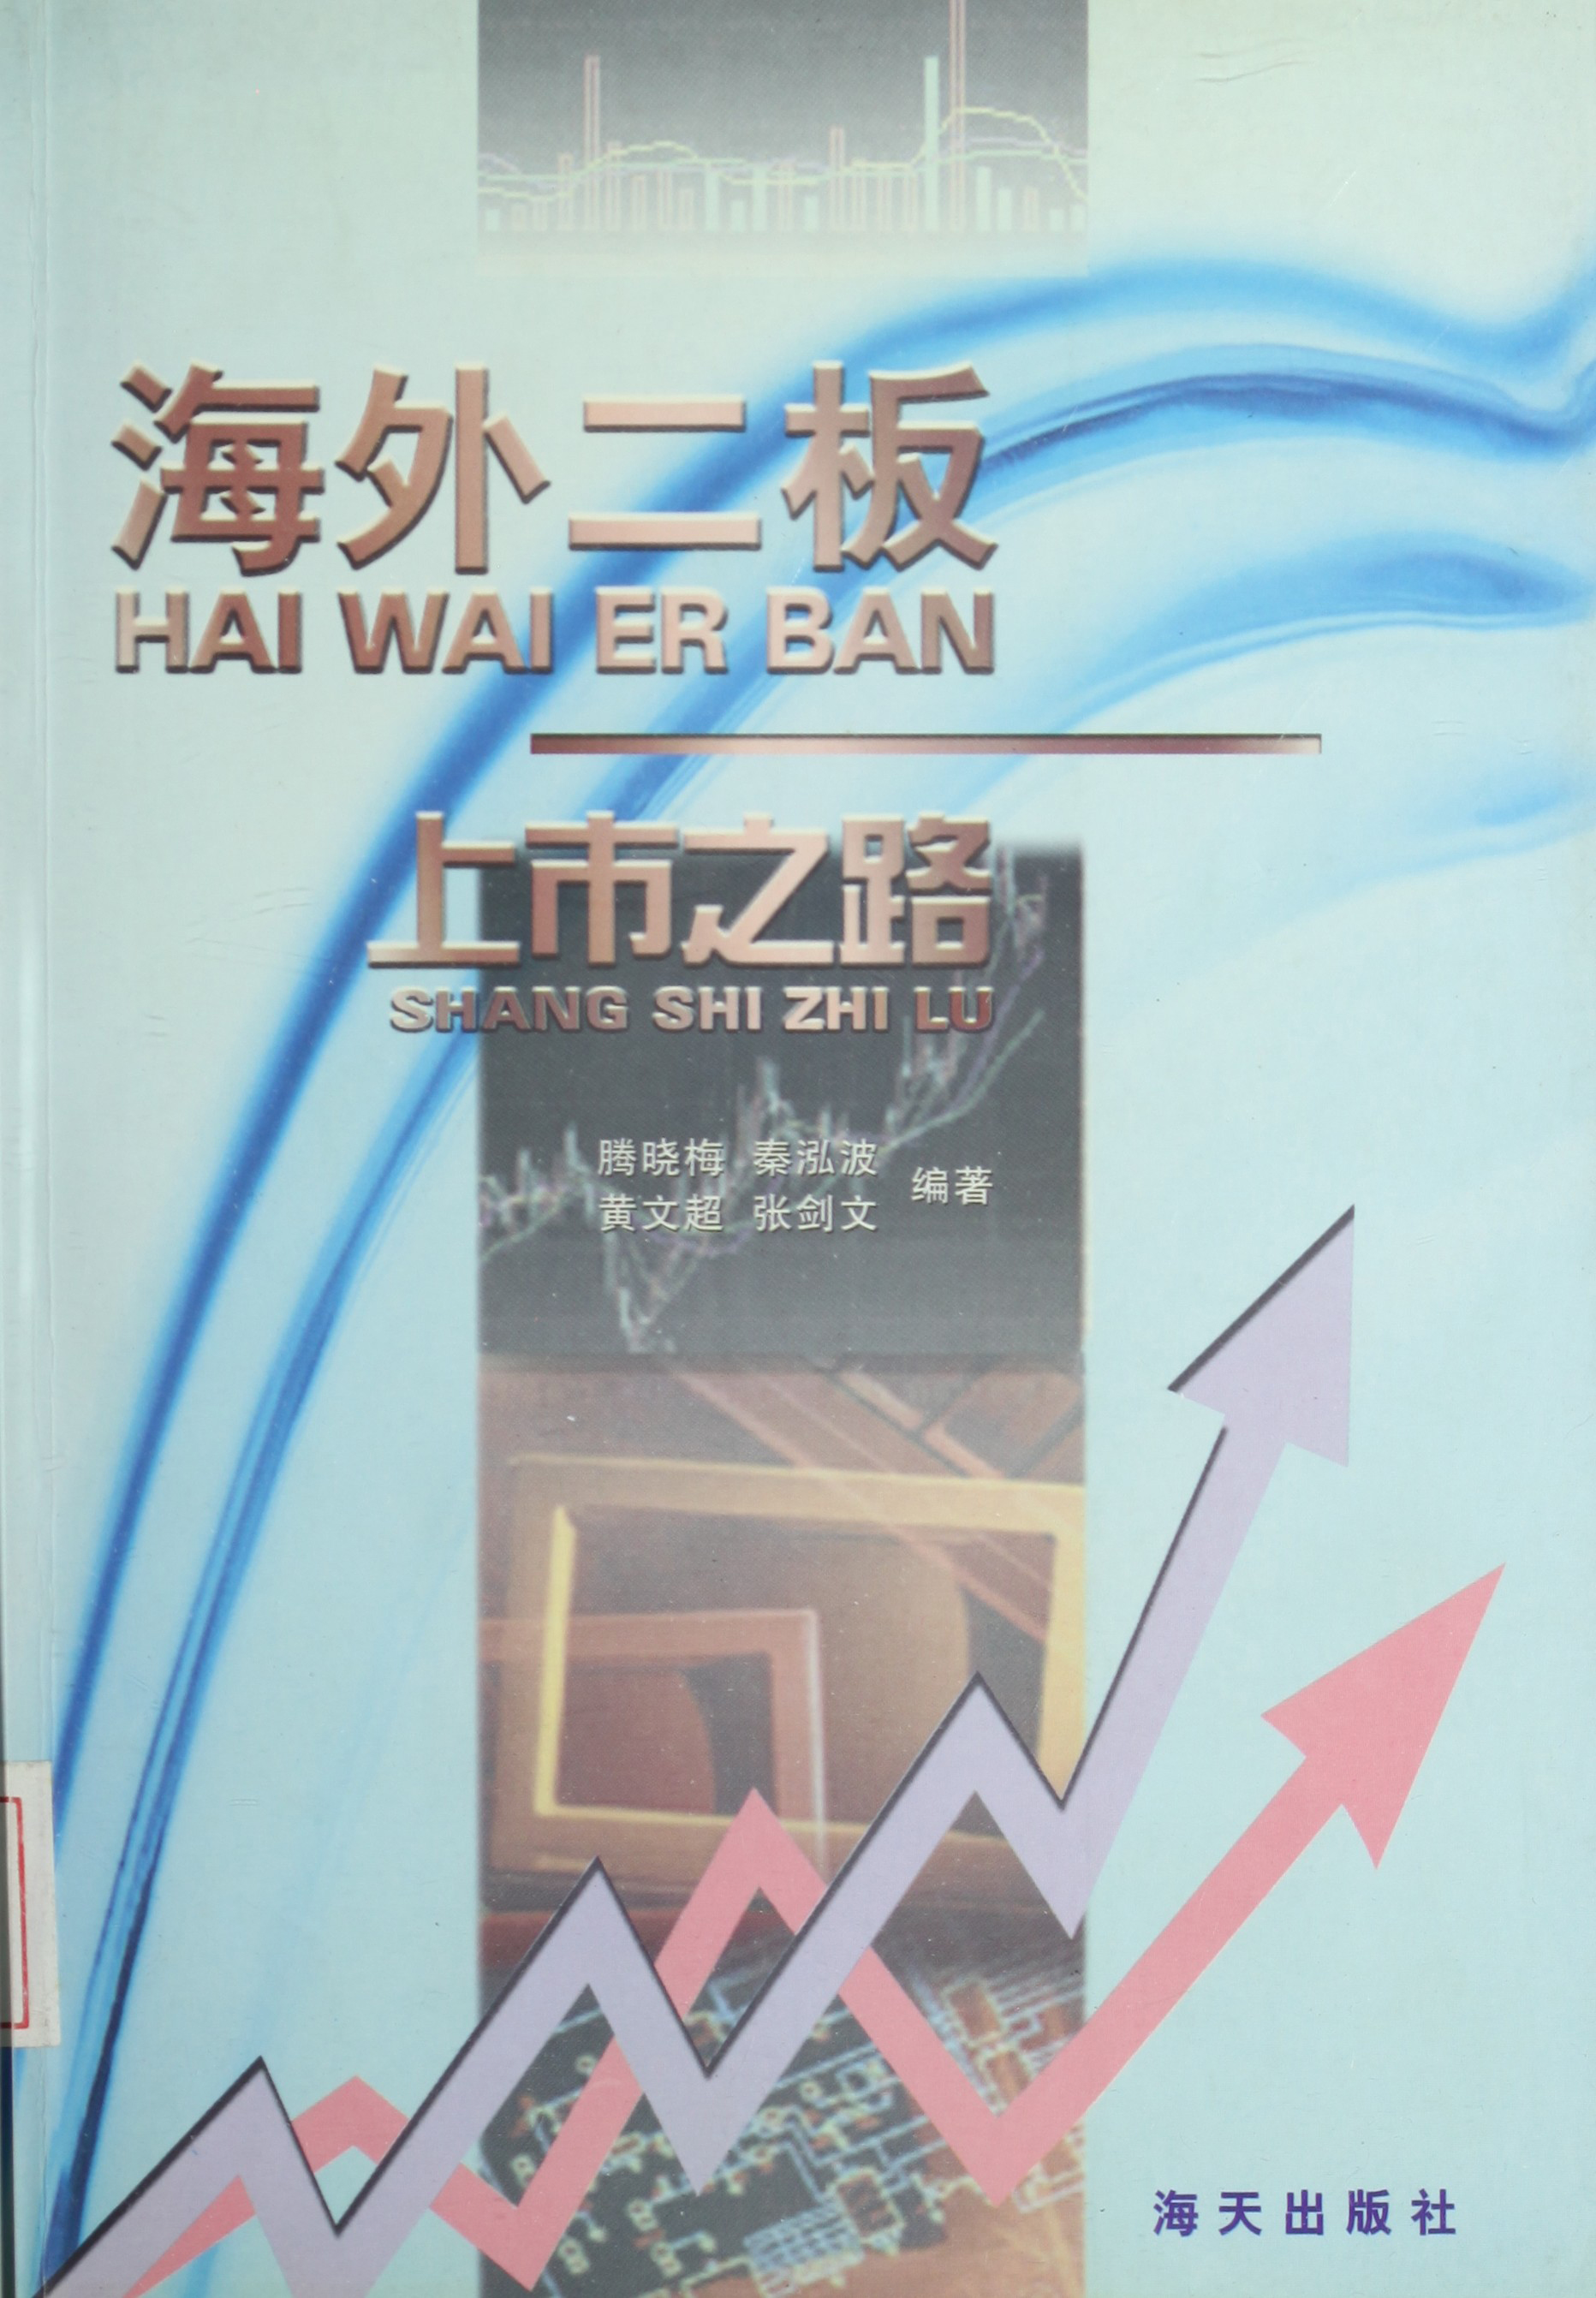 海外二板
HAI WAI ER BAN
上市之路
SHANG SHI ZHI LU
腾晓梅 秦泓波
黄文超 张剑文
编著
海天出版社